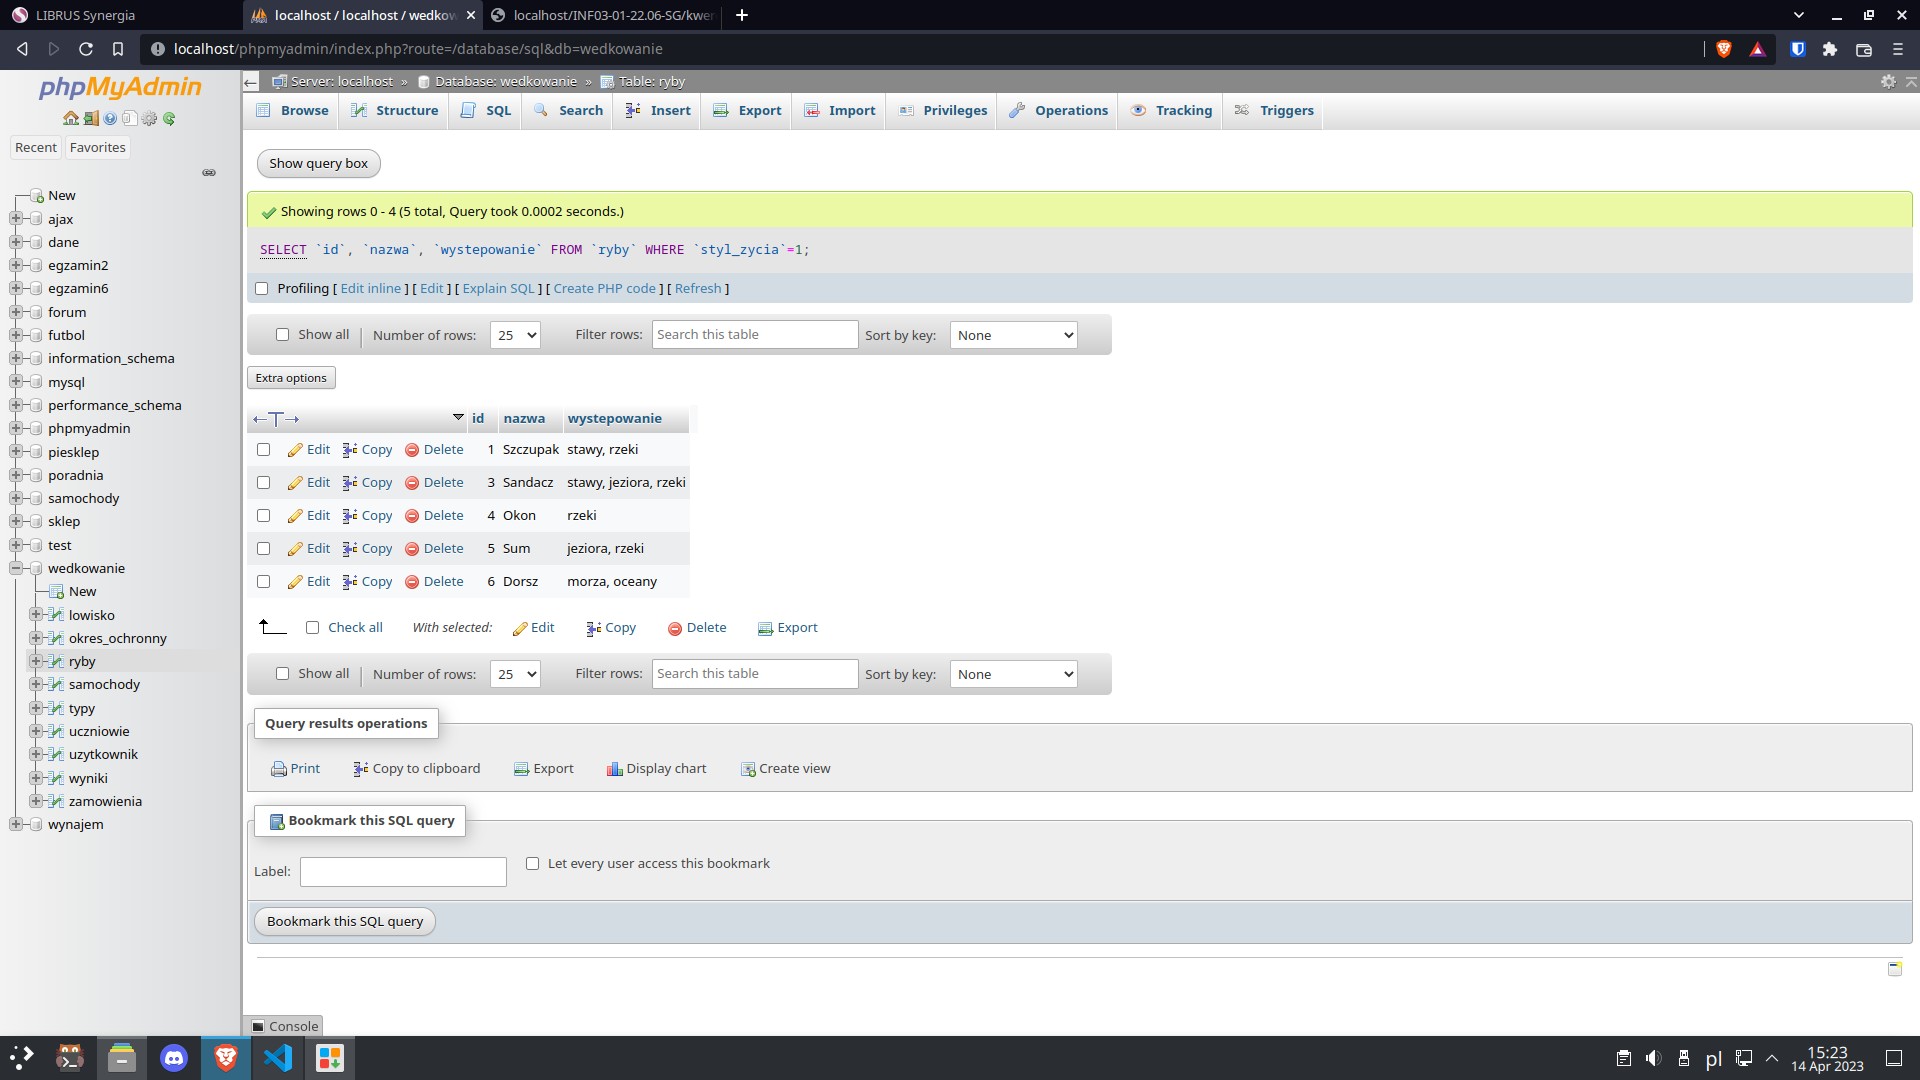 LIBRUS Synergia
localhost / localhost / wedkow
localhost/INF03-01-22.06-SG/kwer
localhost/phpmyadmin/index.php?route=/database/sql&db=wedkowanie
phpMyAdmin
Recent
Favorites
New
ajax
dane
egzamin2
egzamin6
forum
futbol
information_schema
mysql
performance_schema
phpmyadmin
piesklep
poradnia
samochody
sklep
test
wedkowanie
New
lowisko
okres_ochronny
ryby
samochody
typy
uczniowie
uzytkownik
wyniki
zamowienia
wynajem
Server: localhost » Database: wedkowanie » Table: ryby
Browse Structure SQL Search Insert Export Import Privileges Operations Tracking Triggers
Show query box
Showing rows 0 - 4 (5 total, Query took 0.0002 seconds.)
SELECT `id`, `nazwa`, `wystepowanie` FROM `ryby` WHERE `styl_zycia`=1;
Profiling [ Edit inline ] [ Edit ] [ Explain SQL ] [ Create PHP code ] [ Refresh ]
Show all Number of rows: 25 Filter rows: Search this table Sort by key: None
Extra options
id nazwa wystepowanie
Edit Copy Delete 1 Szczupak stawy, rzeki
Edit Copy Delete 3 Sandacz stawy, jeziora, rzeki
Edit Copy Delete 4 Okon rzeki
Edit Copy Delete 5 Sum jeziora, rzeki
Edit Copy Delete 6 Dorsz morza, oceany
Check all With selected: Edit Copy Delete Export
Show all Number of rows: 25 Filter rows: Search this table Sort by key: None
Query results operations
Print Copy to clipboard Export Display chart Create view
Bookmark this SQL query
Label: Let every user access this bookmark
Bookmark this SQL query
Console
pl
15:23
14 Apr 2023